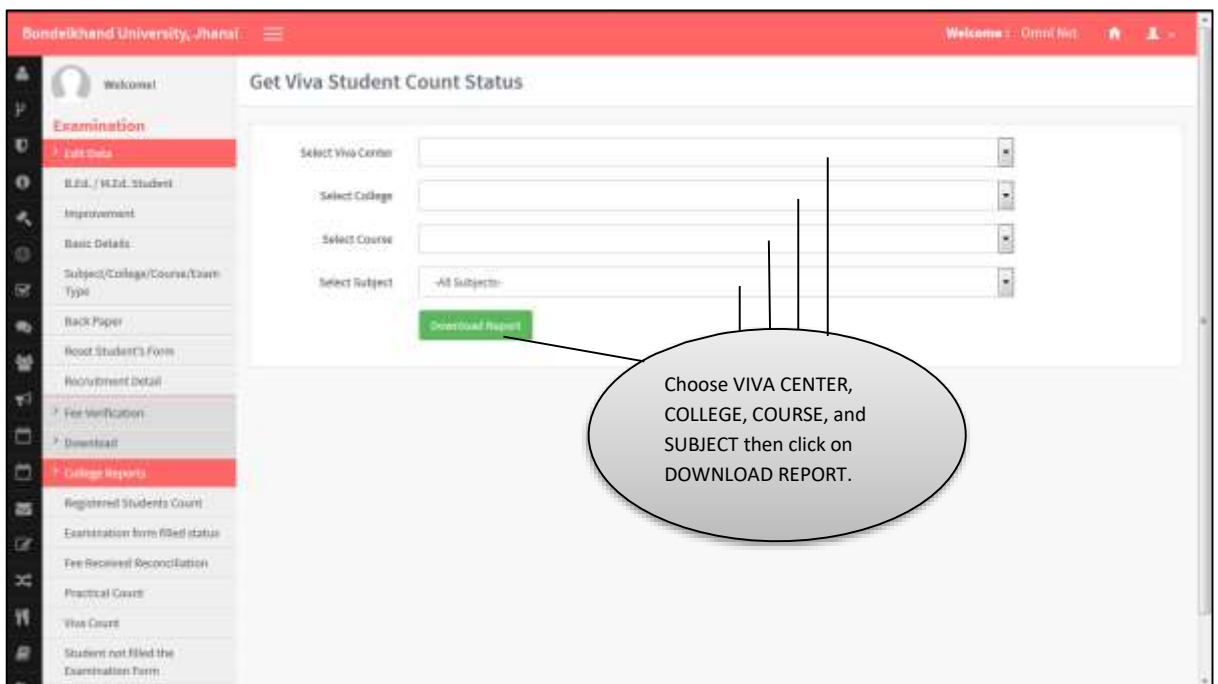 Bundelkhand University, Jhansi
Welcome : Omni Net
Welcome!
Get Viva Student Count Status
Examination
Edit Data
B.Ed. / M.Ed. Student
Improvement
Basic Details
Subject/College/Course/Exam
Type
Back Paper
Reset Student'S Form
Recruitment Detail
Fee Verification
Download
College Reports
Registered Students Count
Examination form filled status
Fee Received Reconciliation
Practical Count
Viva Count
Student not filled the
Examination Form
Select Viva Center
Select College
Select Course
Select Subject
-All Subjects-
Download Report
Choose VIVA CENTER,
COLLEGE, COURSE, and
SUBJECT then click on
DOWNLOAD REPORT.